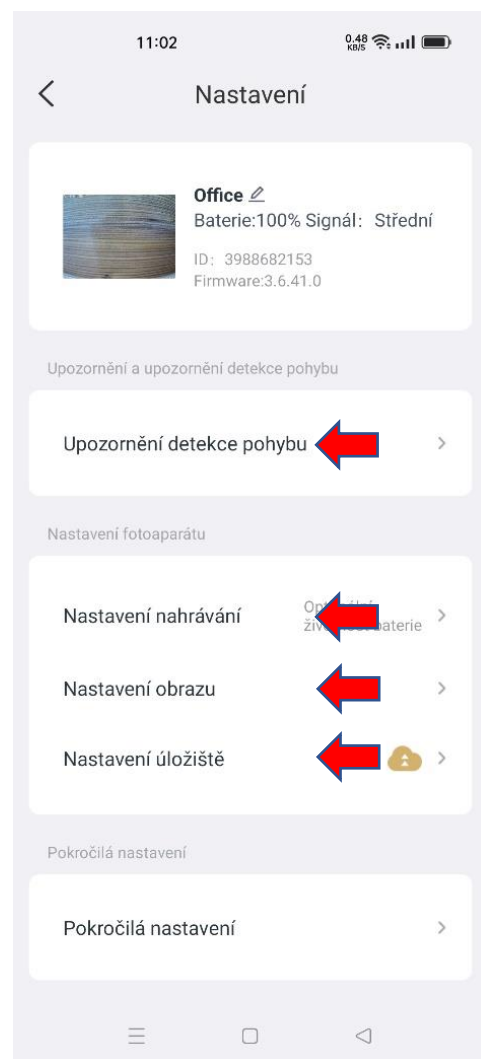 11:02
0.48
KB/S
Nastavení
Office
Baterie:100% Signál: Střední
ID: 3988682153
Firmware:3.6.41.0
Upozornění a upozornění detekce pohybu
Upozornění detekce pohybu
Nastavení fotoaparátu
Nastavení nahrávání
baterie
Nastavení obrazu
Nastavení úložiště
Pokročilá nastavení
Pokročilá nastavení